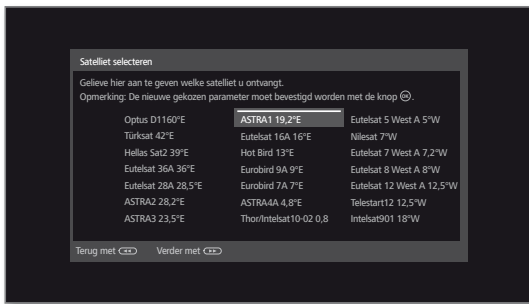 Satelliet selecteren
Gelieve hier aan te geven welke satelliet u ontvangt.
Opmerking: De nieuwe gekozen parameter moet bevestigd worden met de knop OK.
Optus D1160°E
Türksat 42°E
Hellas Sat2 39°E
Eutelsat 36A 36°E
Eutelsat 28A 28,5°E
ASTRA2 28,2°E
ASTRA3 23,5°E
ASTRA1 19,2°E
Eutelsat 16A 16°E
Hot Bird 13°E
Eurobird 9A 9°E
Eurobird 7A 7°E
ASTRA4A 4,8°E
Thor/Intelsat10-02 0,8
Eutelsat 5 West A 5°W
Nilesat 7°W
Eutelsat 7 West A 7,2°W
Eutelsat 8 West A 8°W
Eutelsat 12 West A 12,5°W
Telestart12 12,5°W
Intelsat901 18°W
Terug met Verder met